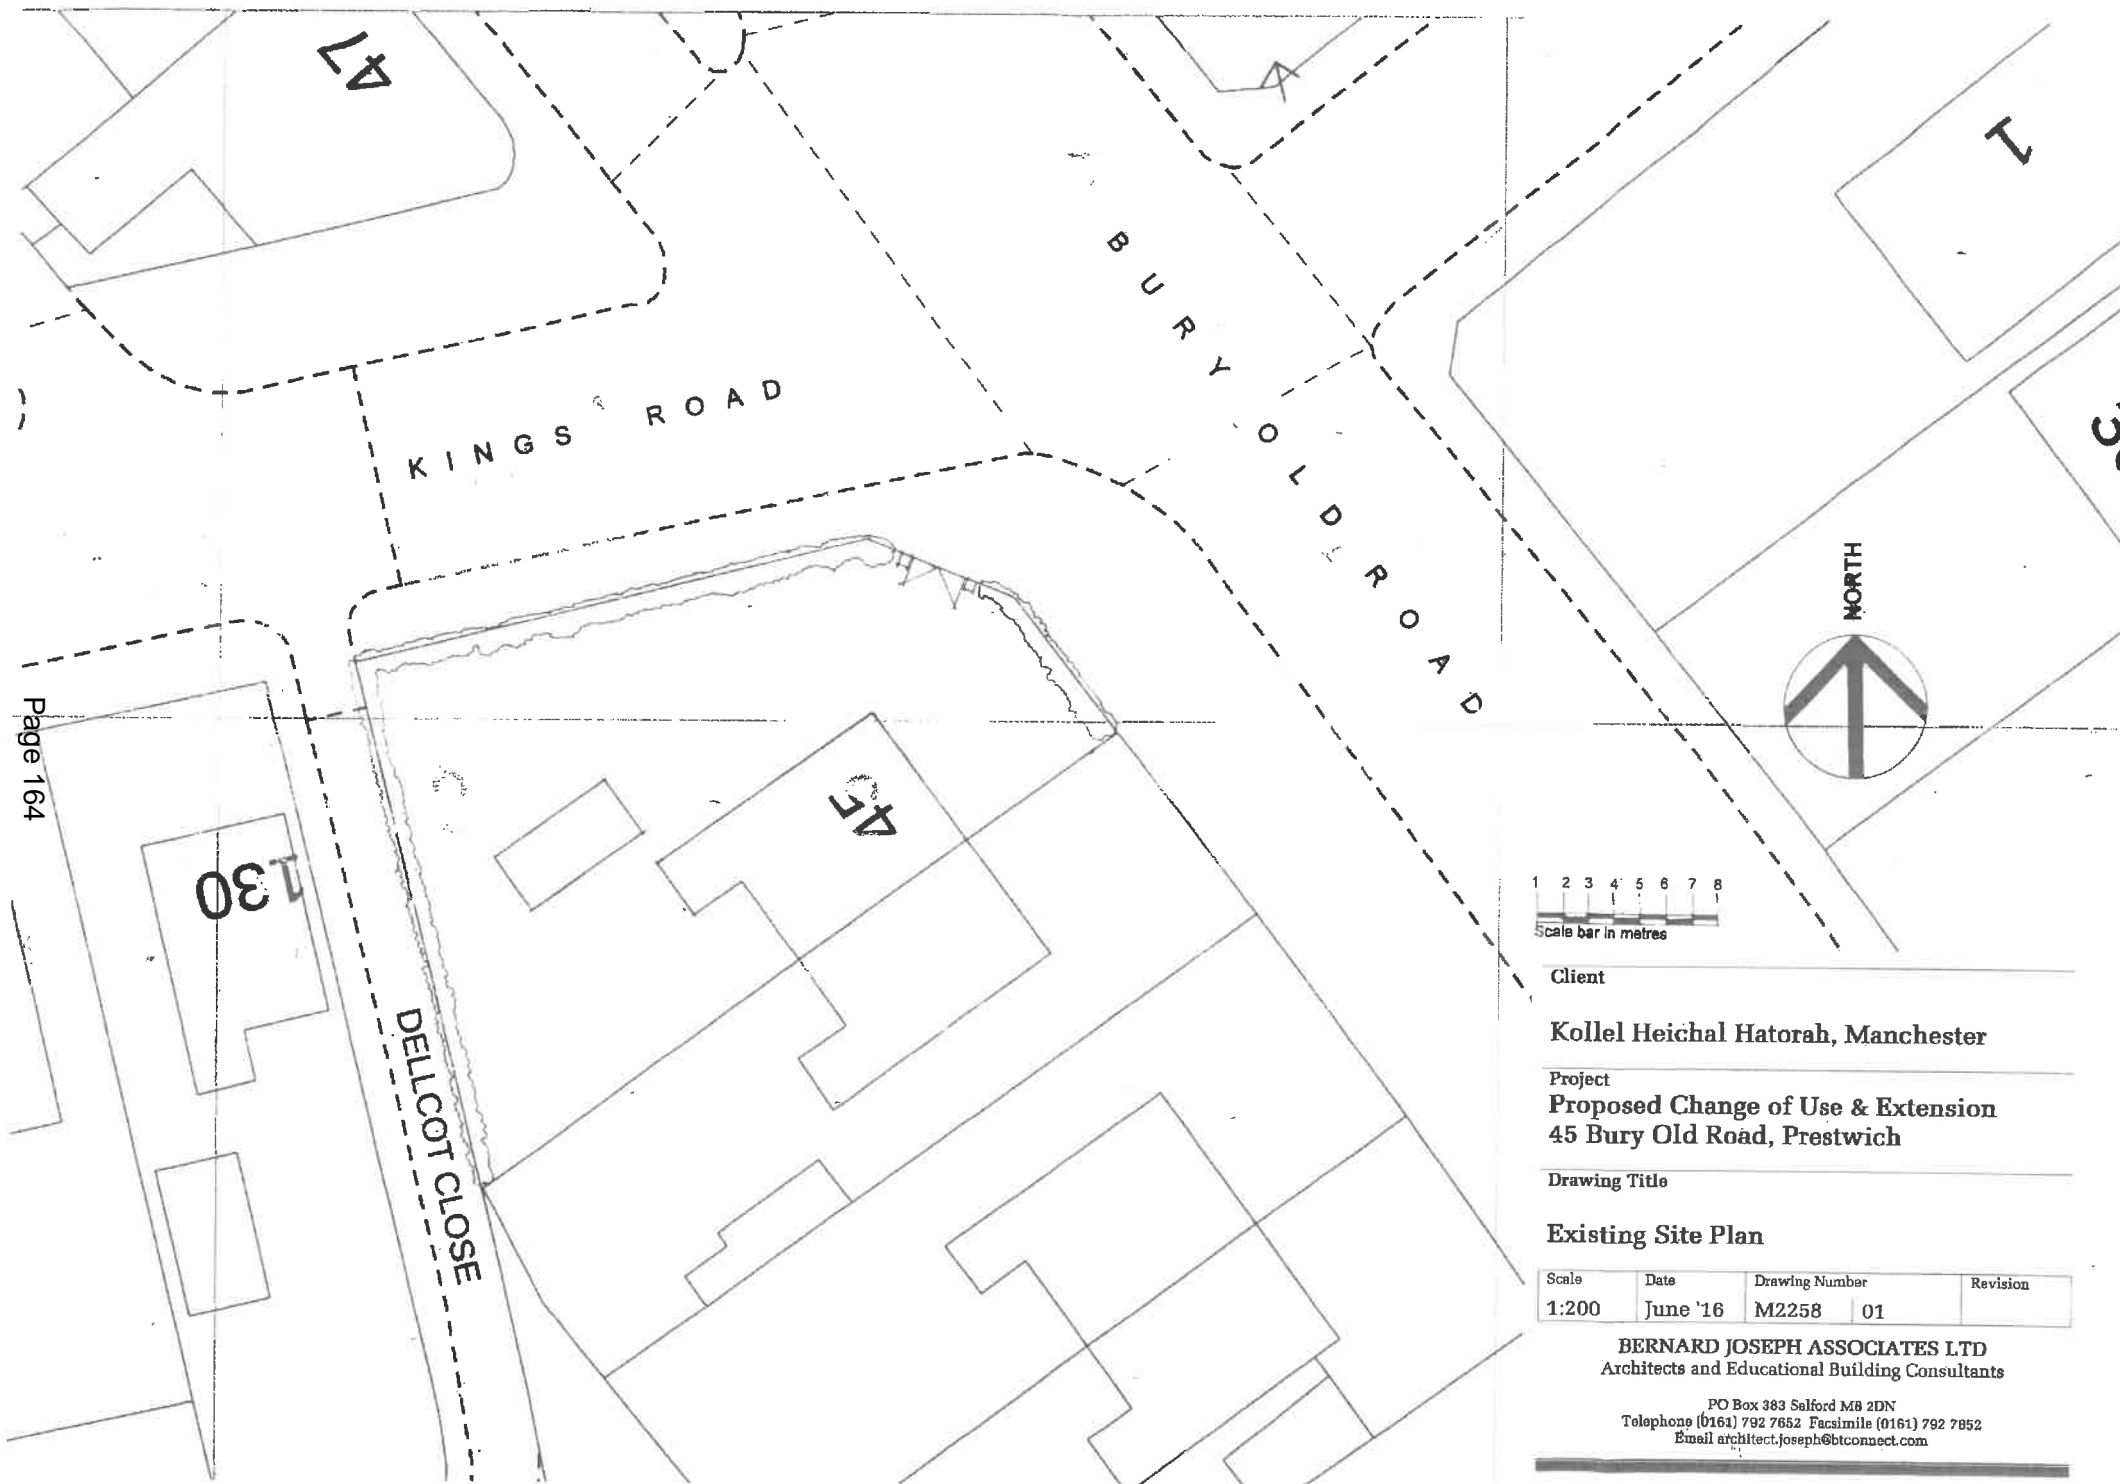 47
1
KINGS ROAD
BURY OLD ROAD
NORTH
Page 164
45
130
DELLCOT CLOSE
1 2 3 4 5 6 7 8
Scale bar in metres
Client
Kollel Heichal Hatorah, Manchester
Project
Proposed Change of Use & Extension
45 Bury Old Road, Prestwich
Drawing Title
Existing Site Plan
Scale Date Drawing Number Revision
1:200 June '16 M2258 01
BERNARD JOSEPH ASSOCIATES LTD
Architects and Educational Building Consultants
PO Box 383 Salford M8 2DN
Telephone (0161) 792 7652 Facsimile (0161) 792 7652
Email architect.joseph@btconnect.com